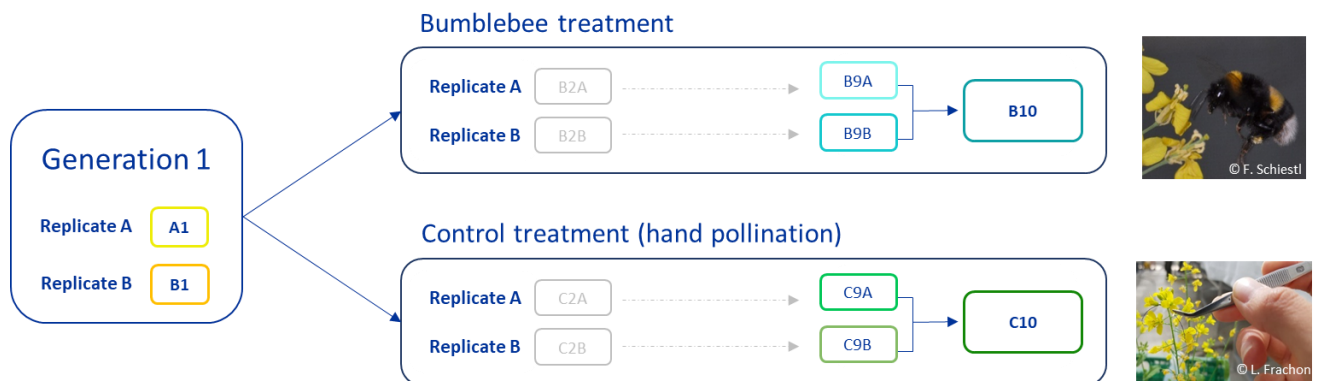 Bumblebee treatment
Replicate A B2A B9A
B10
Replicate B B2B B9B
© F. Schiestl
Generation 1
Replicate A A1
Replicate B B1
Control treatment (hand pollination)
Replicate A C2A C9A
C10
Replicate B C2B C9B
© L. Frachon